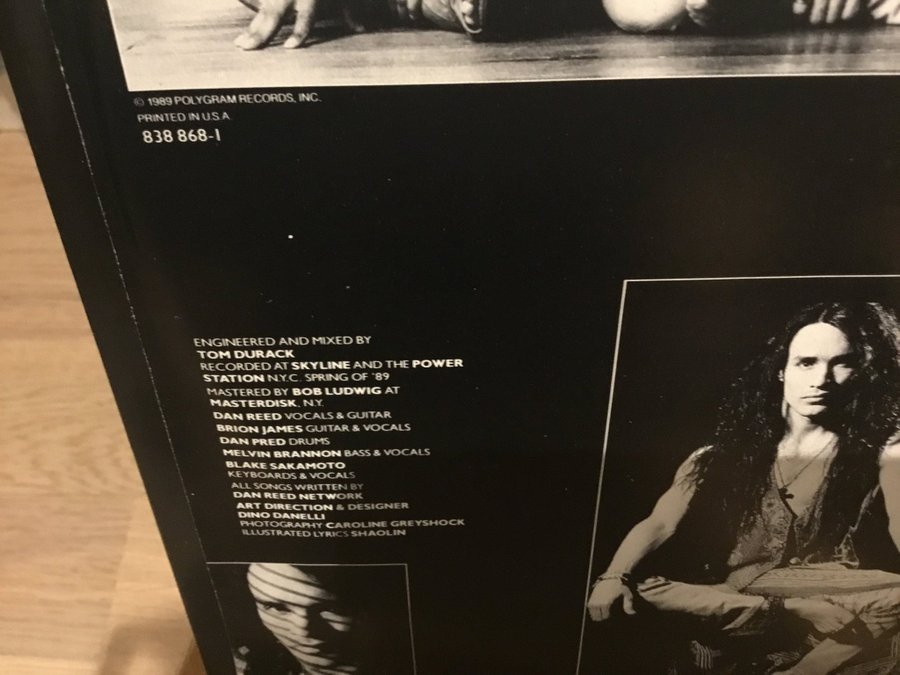 © 1989 POLYGRAM RECORDS, INC.
PRINTED IN U.S.A.
838 868-1
ENGINEERED AND MIXED BY
TOM DURACK
RECORDED AT SKYLINE AND THE POWER
STATION N.Y.C. SPRING OF '89
MASTERED BY BOB LUDWIG AT
MASTERDISK, N.Y.
DAN REED VOCALS & GUITAR
BRION JAMES GUITAR & VOCALS
DAN PRED DRUMS
MELVIN BRANNON BASS & VOCALS
BLAKE SAKAMOTO
KEYBOARDS & VOCALS
ALL SONGS WRITTEN BY
DAN REED NETWORK
ART DIRECTION & DESIGNER
DINO DANELLI
PHOTOGRAPHY CAROLINE GREYSHOCK
ILLUSTRATED LYRICS SHAOLIN